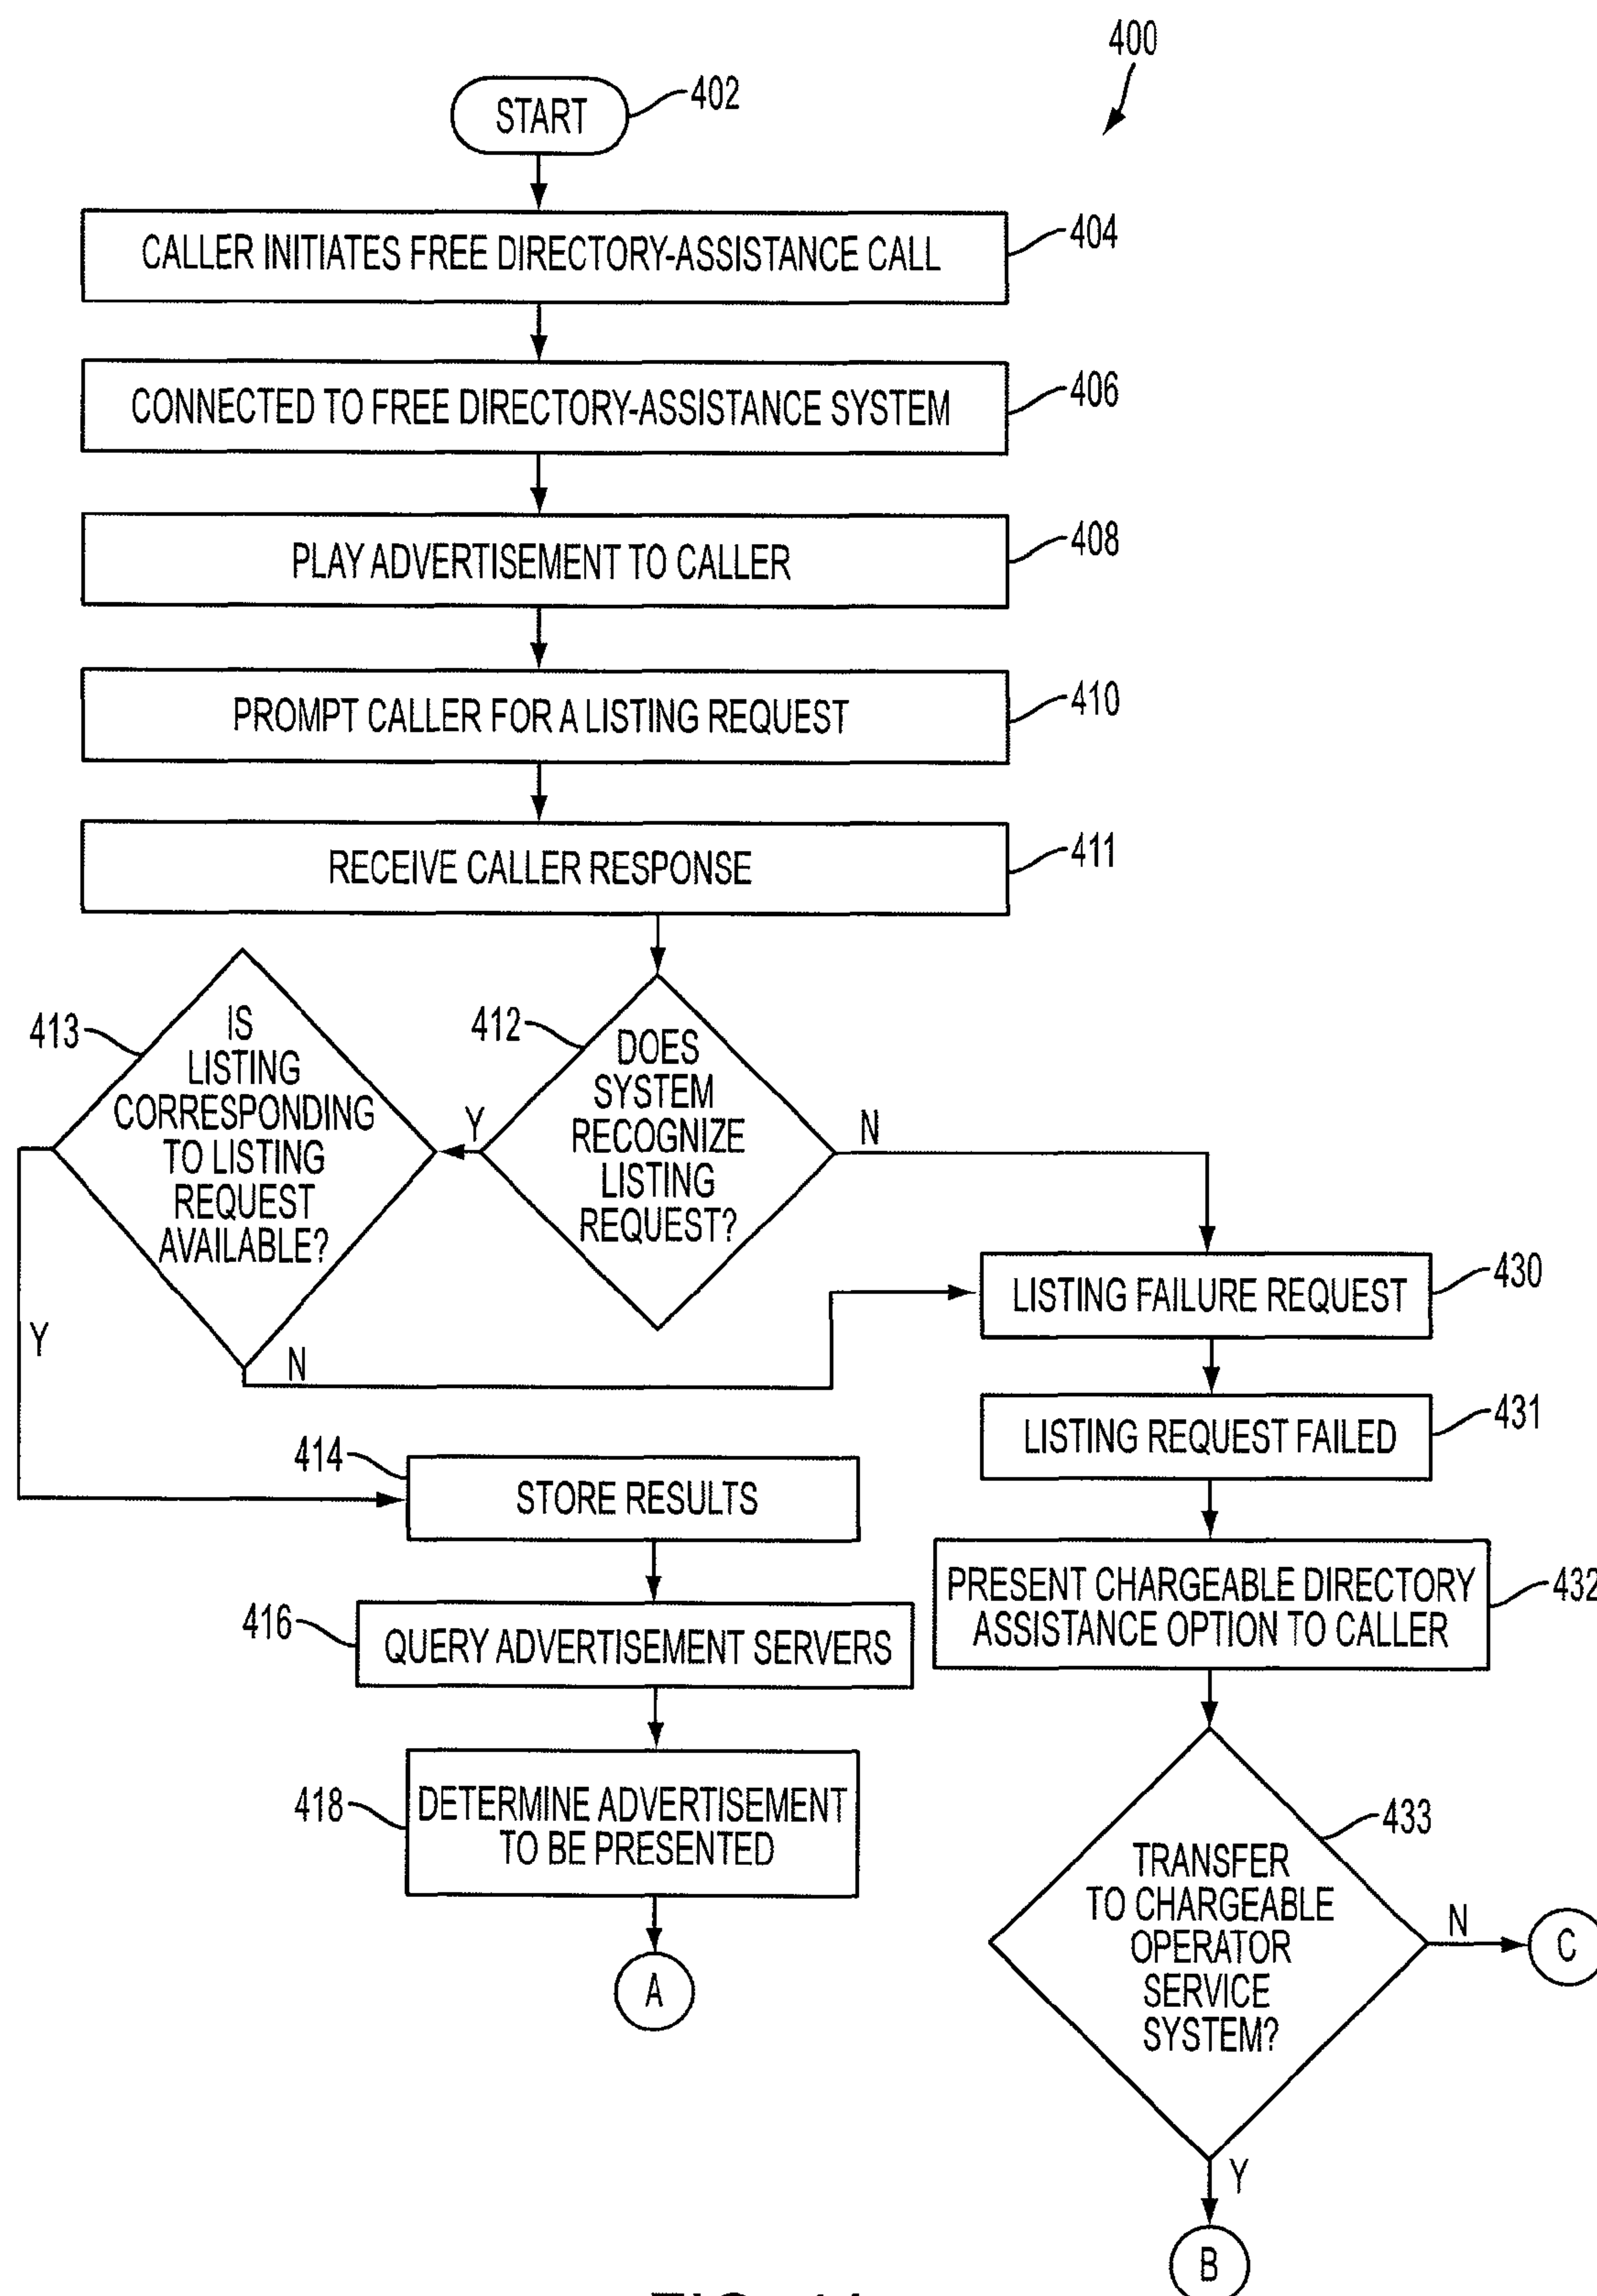 400
START
402
CALLER INITIATES FREE DIRECTORY-ASSISTANCE CALL
404
CONNECTED TO FREE DIRECTORY-ASSISTANCE SYSTEM
406
PLAY ADVERTISEMENT TO CALLER
408
PROMPT CALLER FOR A LISTING REQUEST
410
RECEIVE CALLER RESPONSE
411
413
IS
LISTING
CORRESPONDING
TO LISTING
REQUEST
AVAILABLE?
Y
N
412
DOES
SYSTEM
RECOGNIZE
LISTING
REQUEST?
Y
N
LISTING FAILURE REQUEST
430
LISTING REQUEST FAILED
431
414
STORE RESULTS
416
QUERY ADVERTISEMENT SERVERS
418
DETERMINE ADVERTISEMENT
TO BE PRESENTED
A
PRESENT CHARGEABLE DIRECTORY
ASSISTANCE OPTION TO CALLER
432
433
TRANSFER
TO CHARGEABLE
OPERATOR
SERVICE
SYSTEM?
N
C
Y
B